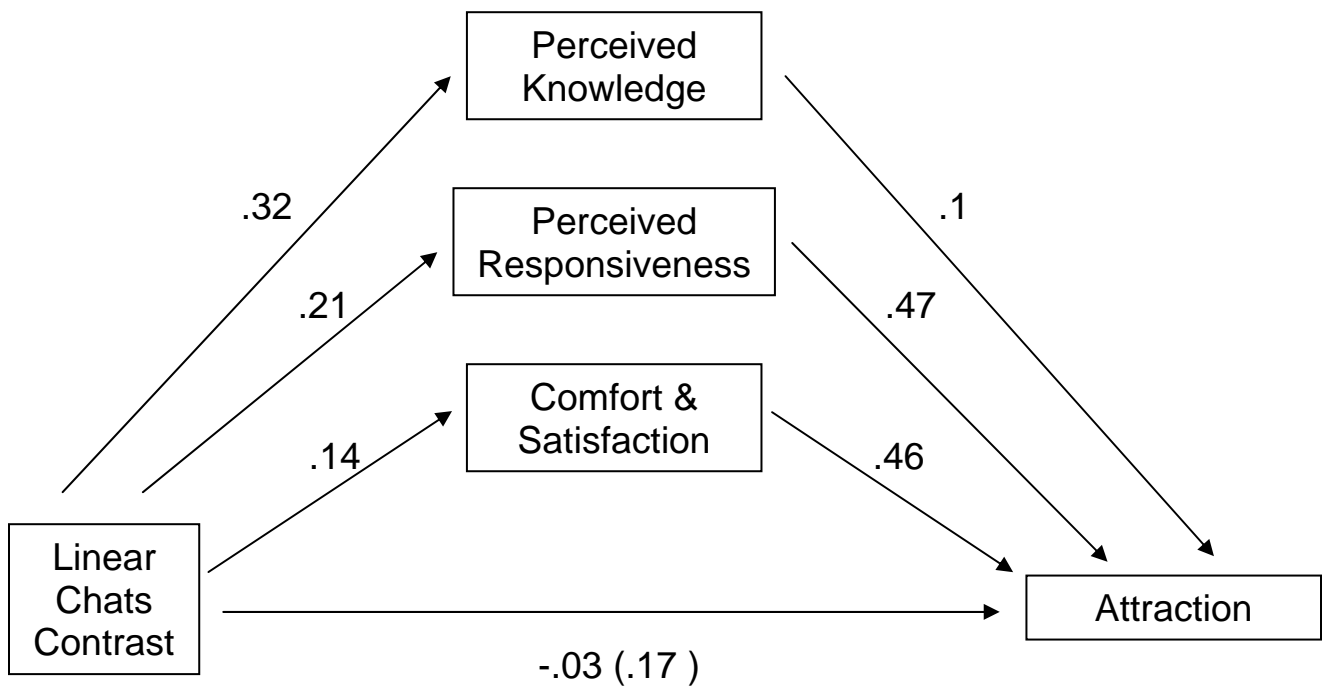 Perceived
Knowledge
.32
.1
Perceived
Responsiveness
.21
.47
Comfort &
Satisfaction
.14
.46
Linear
Chats
Contrast
Attraction
-.03 (.17 )